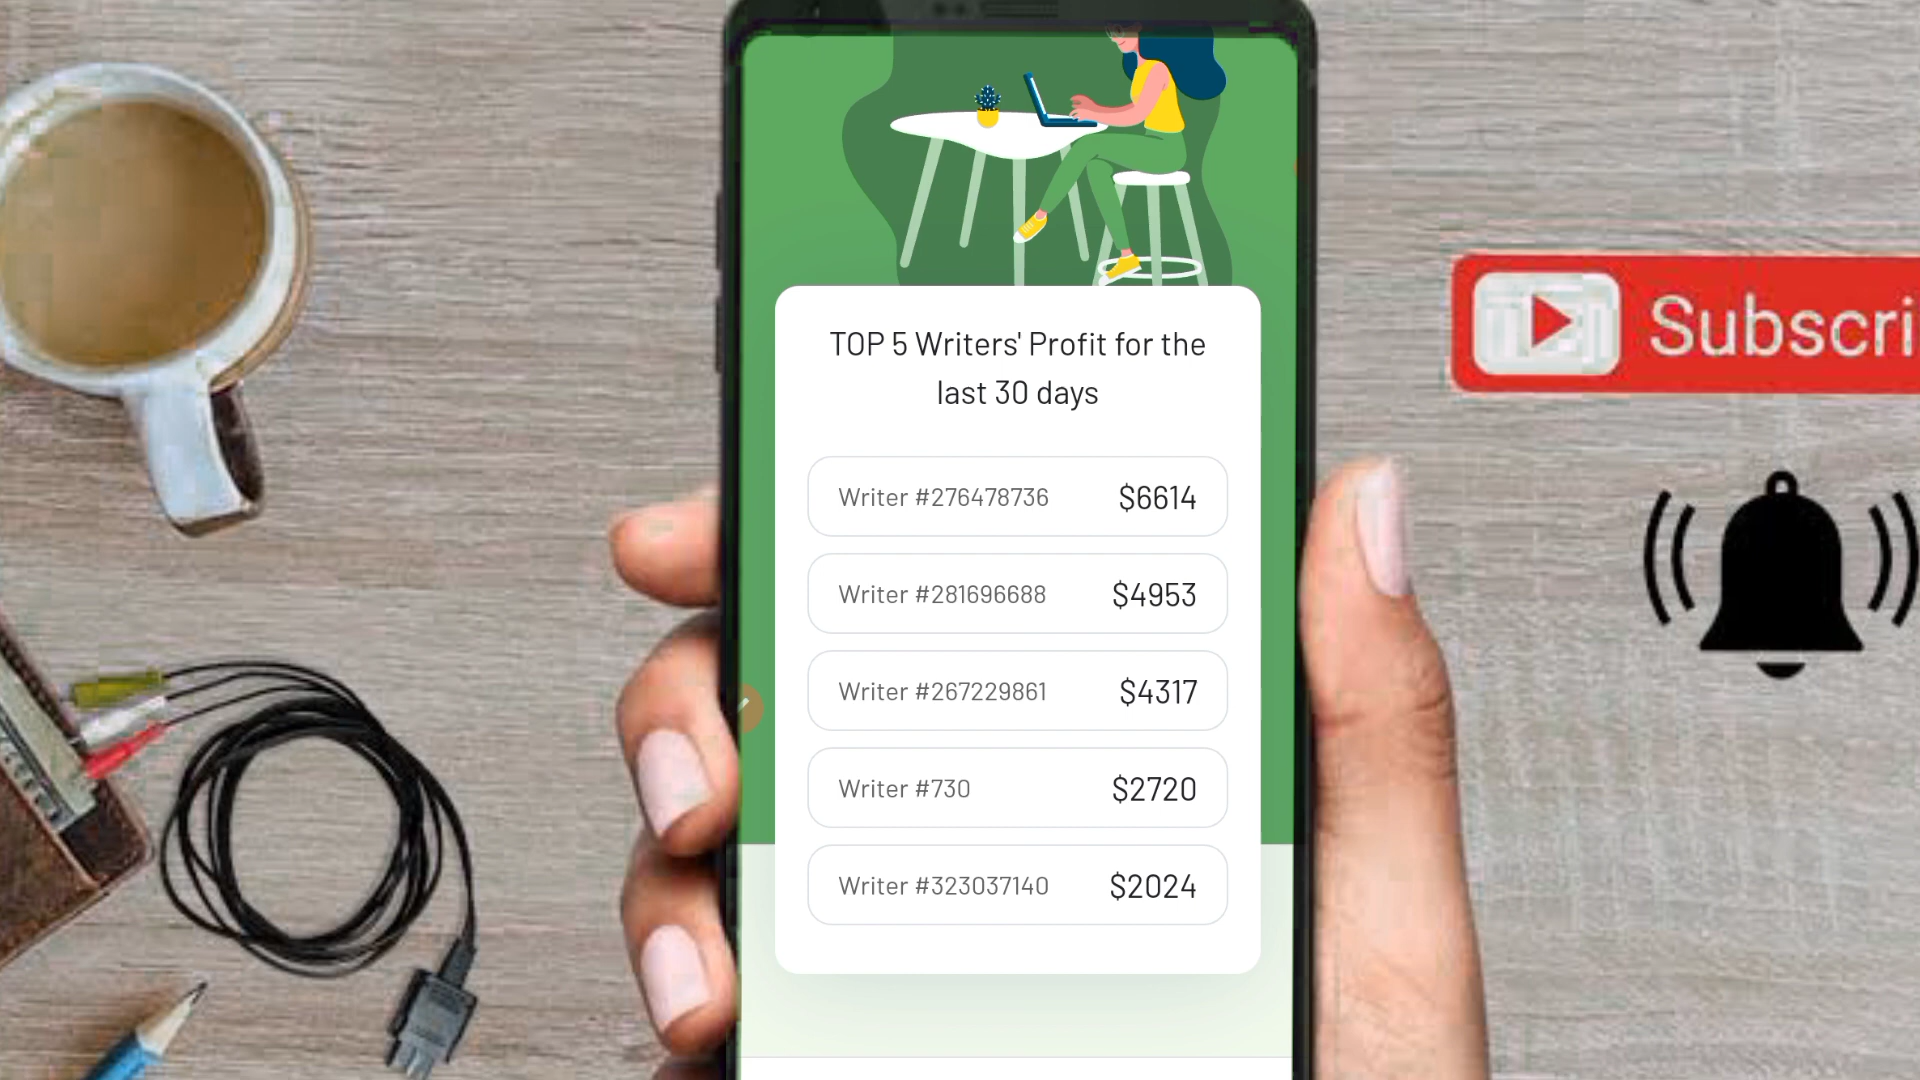 TOP 5 Writers' Profit for the
last 30 days
Writer #276478736 $6614
Writer #281696688 $4953
Writer #267229861 $4317
Writer #730 $2720
Writer #323037140 $2024
Subscri